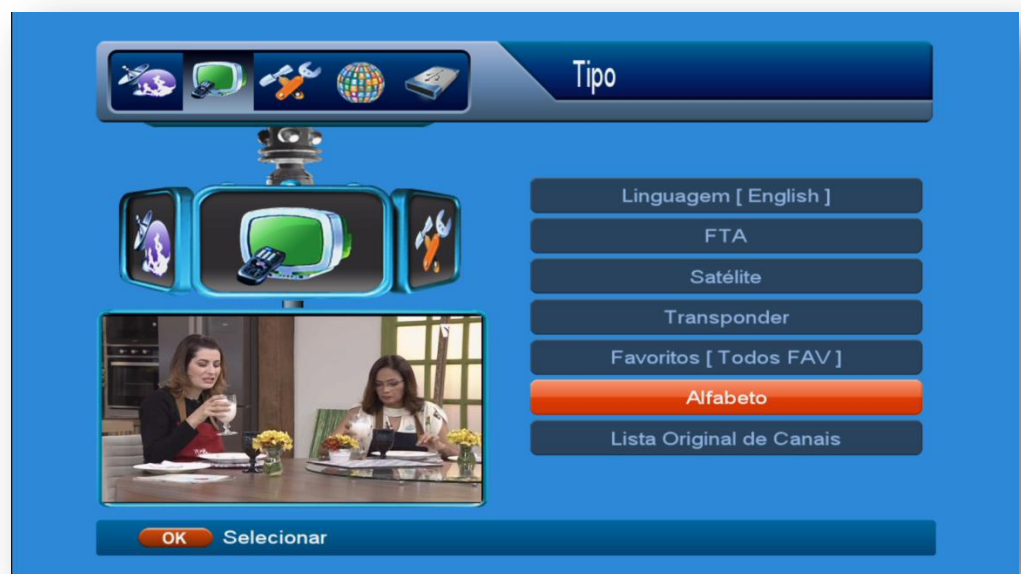 Tipo
Linguagem [ English ]
FTA
Satélite
Transponder
Favoritos [ Todos FAV ]
Alfabeto
Lista Original de Canais
OK Selecionar